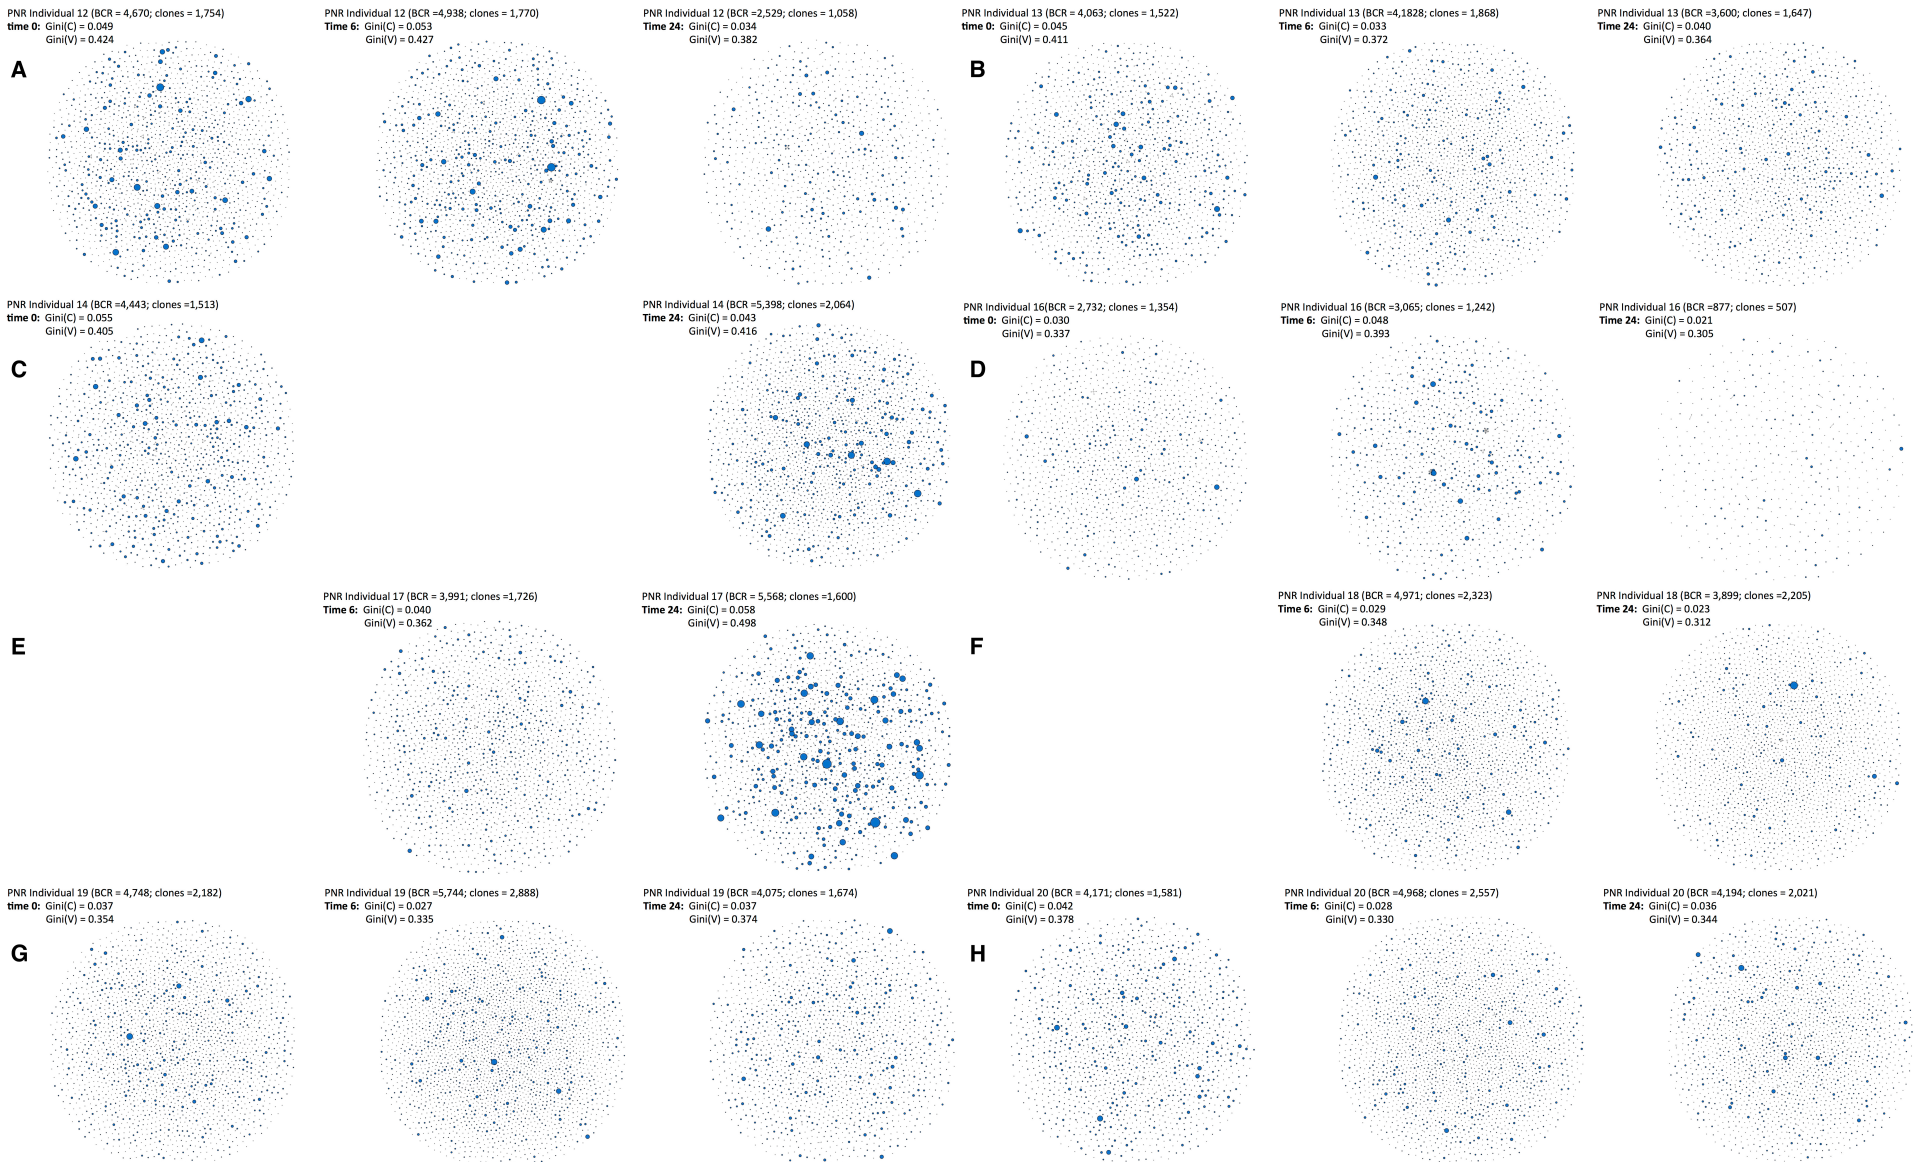 PNR Individual 12 (BCR = 4,670; clones = 1,754)
time 0: Gini(C) = 0.049
Gini(V) = 0.424
PNR Individual 12 (BCR =4,938; clones = 1,770)
Time 6: Gini(C) = 0.053
Gini(V) = 0.427
PNR Individual 12 (BCR =2,529; clones = 1,058)
Time 24: Gini(C) = 0.034
Gini(V) = 0.382
A
PNR Individual 13 (BCR = 4,063; clones = 1,522)
time 0: Gini(C) = 0.045
Gini(V) = 0.411
PNR Individual 13 (BCR =4,1828; clones = 1,868)
Time 6: Gini(C) = 0.033
Gini(V) = 0.372
PNR Individual 13 (BCR =3,600; clones = 1,647)
Time 24: Gini(C) = 0.040
Gini(V) = 0.364
B
PNR Individual 14 (BCR =4,443; clones =1,513)
time 0: Gini(C) = 0.055
Gini(V) = 0.405
PNR Individual 14 (BCR =5,398; clones =2,064)
Time 24: Gini(C) = 0.043
Gini(V) = 0.416
C
PNR Individual 16(BCR = 2,732; clones = 1,354)
time 0: Gini(C) = 0.030
Gini(V) = 0.337
PNR Individual 16 (BCR =3,065; clones = 1,242)
Time 6: Gini(C) = 0.048
Gini(V) = 0.393
PNR Individual 16 (BCR =877; clones = 507)
Time 24: Gini(C) = 0.021
Gini(V) = 0.305
D
PNR Individual 17 (BCR = 3,991; clones =1,726)
Time 6: Gini(C) = 0.040
Gini(V) = 0.362
PNR Individual 17 (BCR = 5,568; clones =1,600)
Time 24: Gini(C) = 0.058
Gini(V) = 0.498
E
PNR Individual 18 (BCR = 4,971; clones =2,323)
Time 6: Gini(C) = 0.029
Gini(V) = 0.348
PNR Individual 18 (BCR = 3,899; clones =2,205)
Time 24: Gini(C) = 0.023
Gini(V) = 0.312
F
PNR Individual 19 (BCR = 4,748; clones =2,182)
time 0: Gini(C) = 0.037
Gini(V) = 0.354
PNR Individual 19 (BCR =5,744; clones = 2,888)
Time 6: Gini(C) = 0.027
Gini(V) = 0.335
PNR Individual 19 (BCR =4,075; clones = 1,674)
Time 24: Gini(C) = 0.037
Gini(V) = 0.374
G
PNR Individual 20 (BCR = 4,171; clones =1,581)
time 0: Gini(C) = 0.042
Gini(V) = 0.378
PNR Individual 20 (BCR =4,968; clones = 2,557)
Time 6: Gini(C) = 0.028
Gini(V) = 0.330
PNR Individual 20 (BCR =4,194; clones = 2,021)
Time 24: Gini(C) = 0.036
Gini(V) = 0.344
H